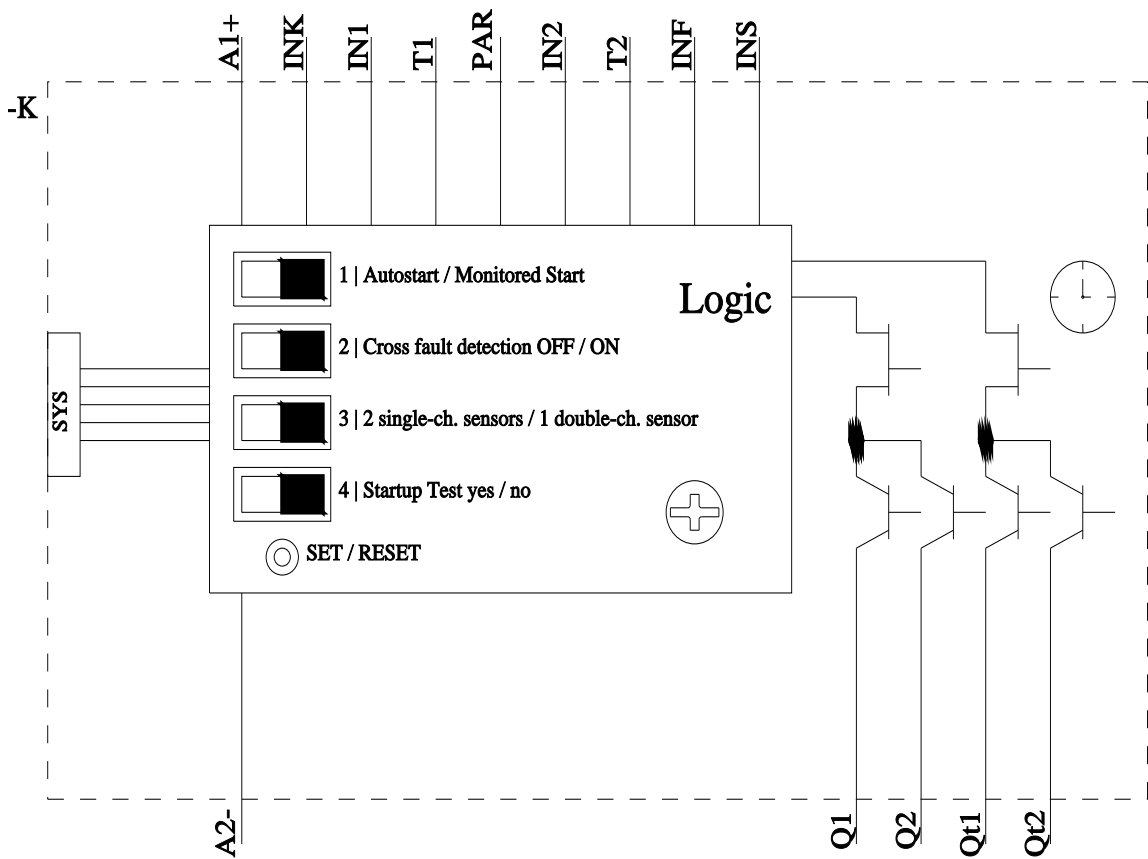 A1+
INK
IN1
T1
PAR
IN2
T2
INF
INS
-K
1 | Autostart / Monitored Start
Logic
2 | Cross fault detection OFF / ON
SYS
3 | 2 single-ch. sensors / 1 double-ch. sensor
4 | Startup Test yes / no
SET / RESET
A2-
Q1
Q2
Qt1
Qt2